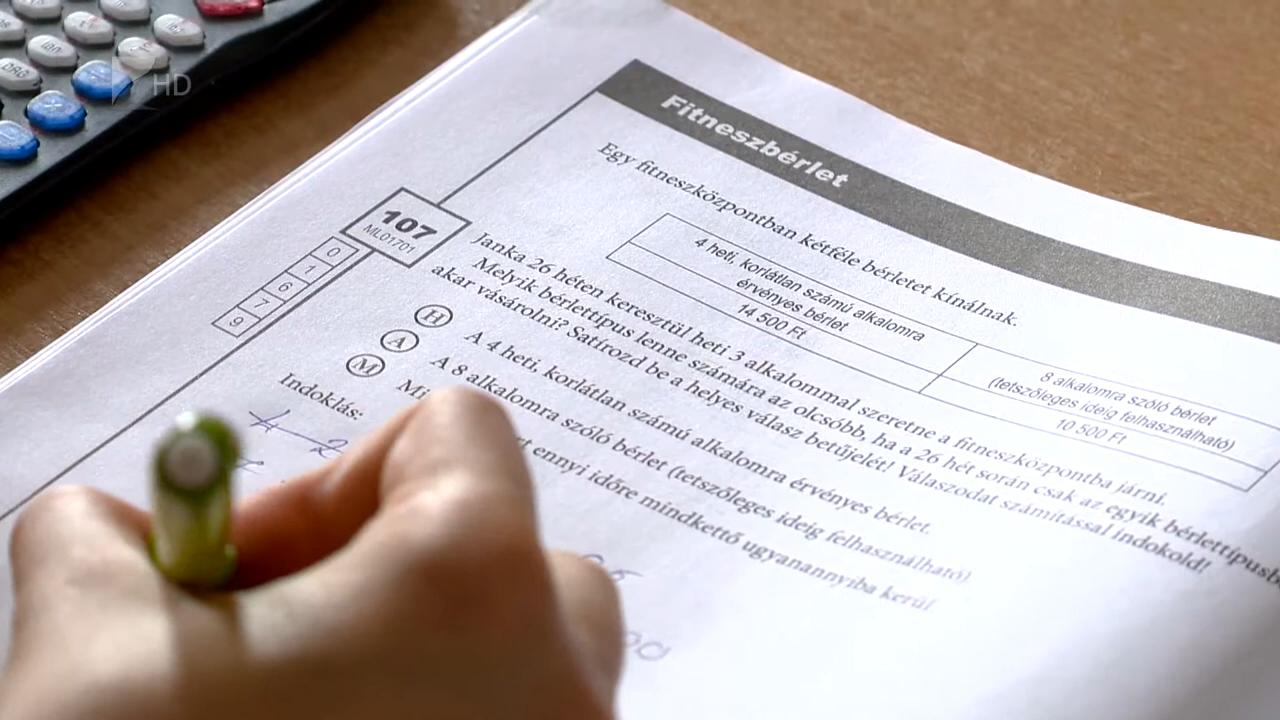 HD
tan
DRG
Fitneszbérlet
Egy fitneszközpontban kétféle bérletet kínálnak.
4 heti, korlátlan számú alkalomra
érvényes bérlet
14 500 Ft
8 alkalomra szóló bérlet
(tetszőleges ideig felhasználható)
10 500 Ft
107
ML01701
0
1
6
7
9
Janka 26 héten keresztül heti 3 alkalommal szeretne a fitneszközpontba járni.
Melyik bérlettípus lenne számára az olcsóbb, ha a 26 hét során csak az egyik bérlettípusb
akar vásárolni? Satírozd be a helyes válasz betűjelét! Válaszodat számítással indokold!
H A 4 heti, korlátlan számú alkalomra érvényes bérlet.
A A 8 alkalomra szóló bérlet (tetszőleges ideig felhasználható).
M ennyi időre mindkettő ugyanannyiba kerül
Indoklás: